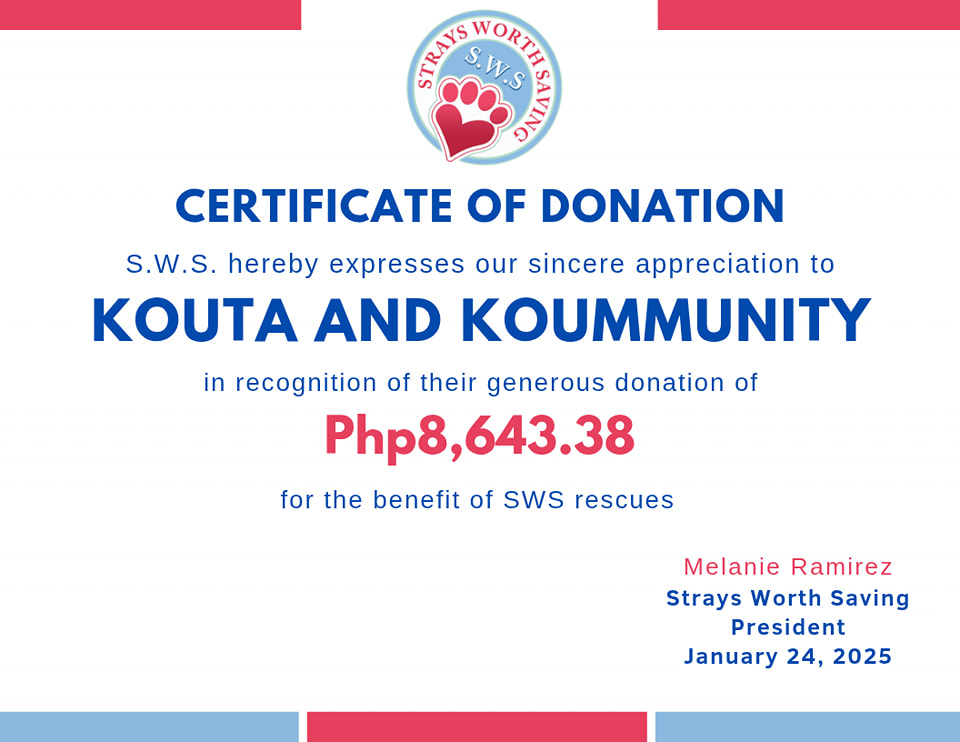 STRAYS WORTH SAVING
S.W.S
CERTIFICATE OF DONATION
S.W.S. hereby expresses our sincere appreciation to
KOUTA AND KOUMMUNITY
in recognition of their generous donation of
Php8,643.38
for the benefit of SWS rescues
Melanie Ramirez
Strays Worth Saving
President
January 24, 2025